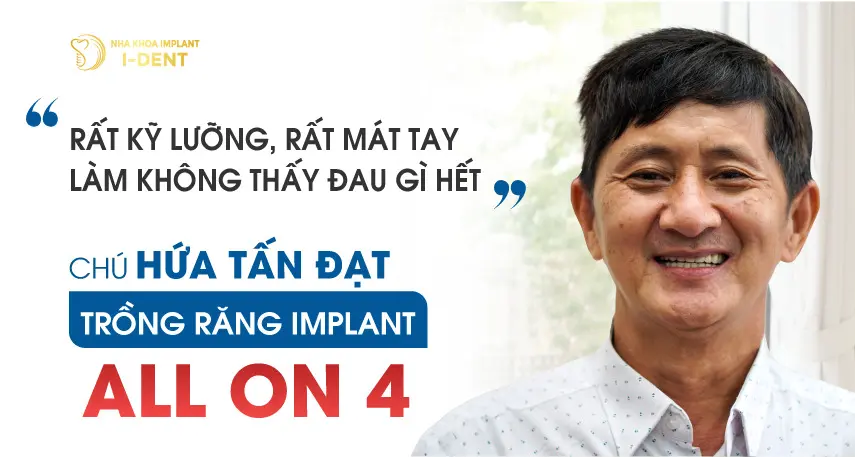 NHA KHOA IMPLANT
I-DENT
“ RẤT KỸ LƯỠNG, RẤT MÁT TAY
LÀM KHÔNG THẤY ĐAU GÌ HẾT ”
CHÚ HỨA TẤN ĐẠT
TRỒNG RĂNG IMPLANT
ALL ON 4